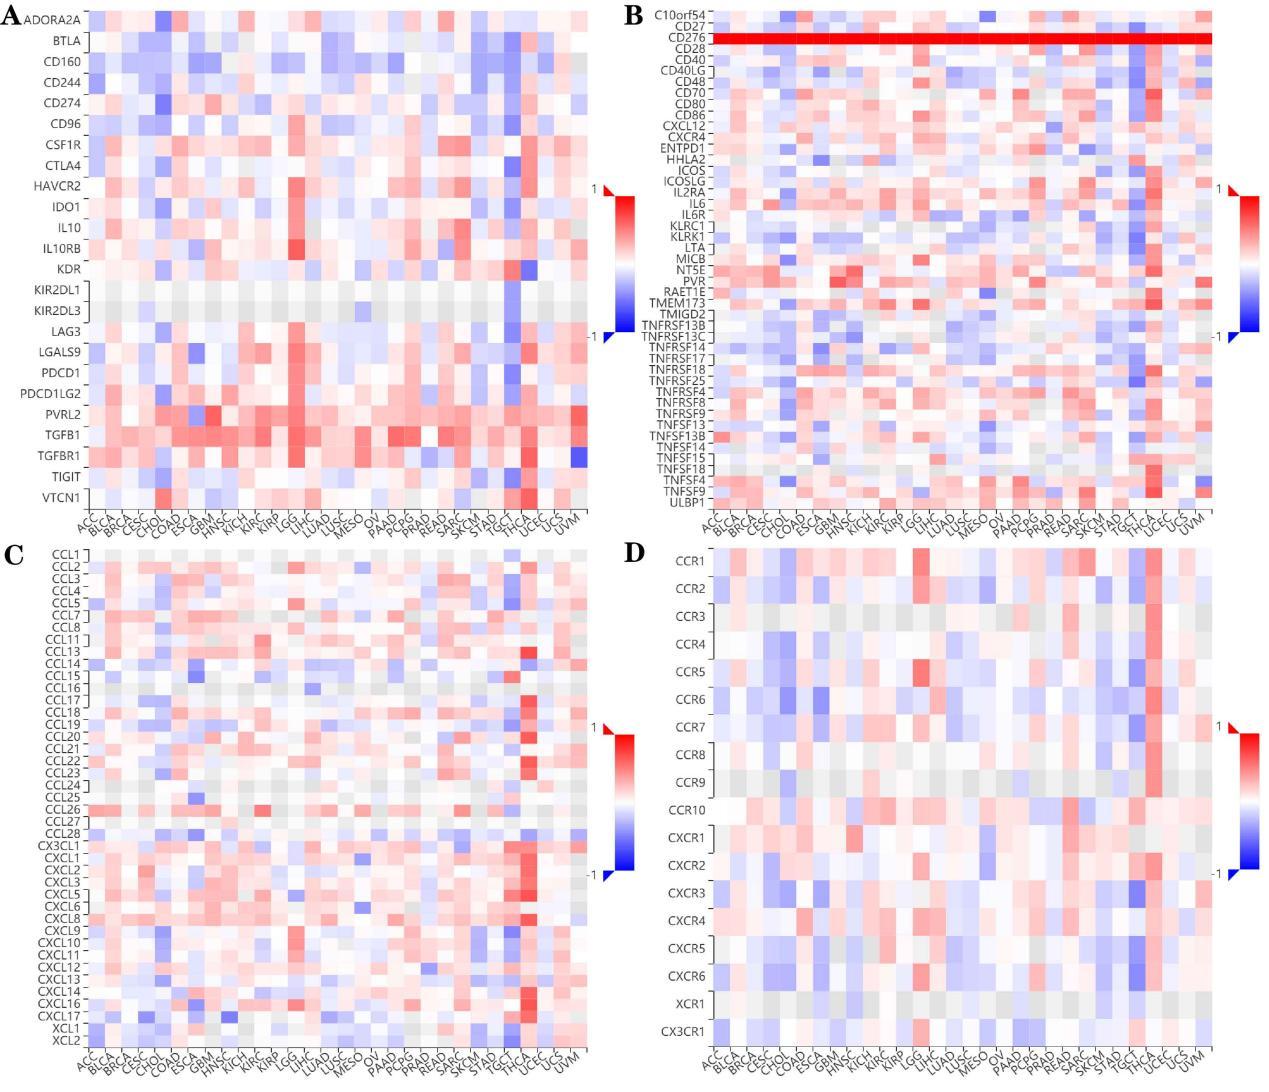 A
ADORA2A
BTLA
CD160
CD244
CD274
CD96
CSF1R
CTLA4
HAVCR2
IDO1
IL10
IL10RB
KDR
KIR2DL1
KIR2DL3
LAG3
LGALS9
PDCD1
PDCD1LG2
PVRL2
TGFB1
TGFBR1
TIGIT
VTCN1
ACC BLCA BRCA CESC CHOL COAD ESCA GBM HNSC KICH KIRC KIRP LGG LIHC LUAD LUSC MESO OV PAAD PCPG PRAD READ SARC SKCM STAD TGCT THCA UCEC UCS UVM
1
-1
B
C10orf54
CD27
CD276
CD28
CD40
CD40LG
CD48
CD70
CD80
CD86
CXCL12
CXCR4
ENTPD1
HHLA2
ICOS
ICOSLG
IL2RA
IL6
IL6R
KLRC1
KLRK1
LTA
MICB
NT5E
PVR
RAET1E
TMEM173
TMIGD2
TNFRSF13B
TNFRSF13C
TNFRSF14
TNFRSF17
TNFRSF18
TNFRSF25
TNFRSF4
TNFRSF8
TNFRSF9
TNFSF13
TNFSF13B
TNFSF14
TNFSF15
TNFSF18
TNFSF4
TNFSF9
ULBP1
ACC BLCA BRCA CESC CHOL COAD ESCA GBM HNSC KICH KIRC KIRP LGG LIHC LUAD LUSC MESO OV PAAD PCPG PRAD READ SARC SKCM STAD TGCT THCA UCEC UCS UVM
1
-1
C
CCL1
CCL2
CCL3
CCL4
CCL5
CCL7
CCL8
CCL11
CCL13
CCL14
CCL15
CCL16
CCL17
CCL18
CCL19
CCL20
CCL21
CCL22
CCL23
CCL24
CCL25
CCL26
CCL27
CCL28
CX3CL1
CXCL1
CXCL2
CXCL3
CXCL5
CXCL6
CXCL8
CXCL9
CXCL10
CXCL11
CXCL12
CXCL13
CXCL14
CXCL16
CXCL17
XCL1
XCL2
ACC BLCA BRCA CESC CHOL COAD ESCA GBM HNSC KICH KIRC KIRP LGG LIHC LUAD LUSC MESO OV PAAD PCPG PRAD READ SARC SKCM STAD TGCT THCA UCEC UCS UVM
1
-1
D
CCR1
CCR2
CCR3
CCR4
CCR5
CCR6
CCR7
CCR8
CCR9
CCR10
CXCR1
CXCR2
CXCR3
CXCR4
CXCR5
CXCR6
XCR1
CX3CR1
ACC BLCA BRCA CESC CHOL COAD ESCA GBM HNSC KICH KIRC KIRP LGG LIHC LUAD LUSC MESO OV PAAD PCPG PRAD READ SARC SKCM STAD TGCT THCA UCEC UCS UVM
1
-1